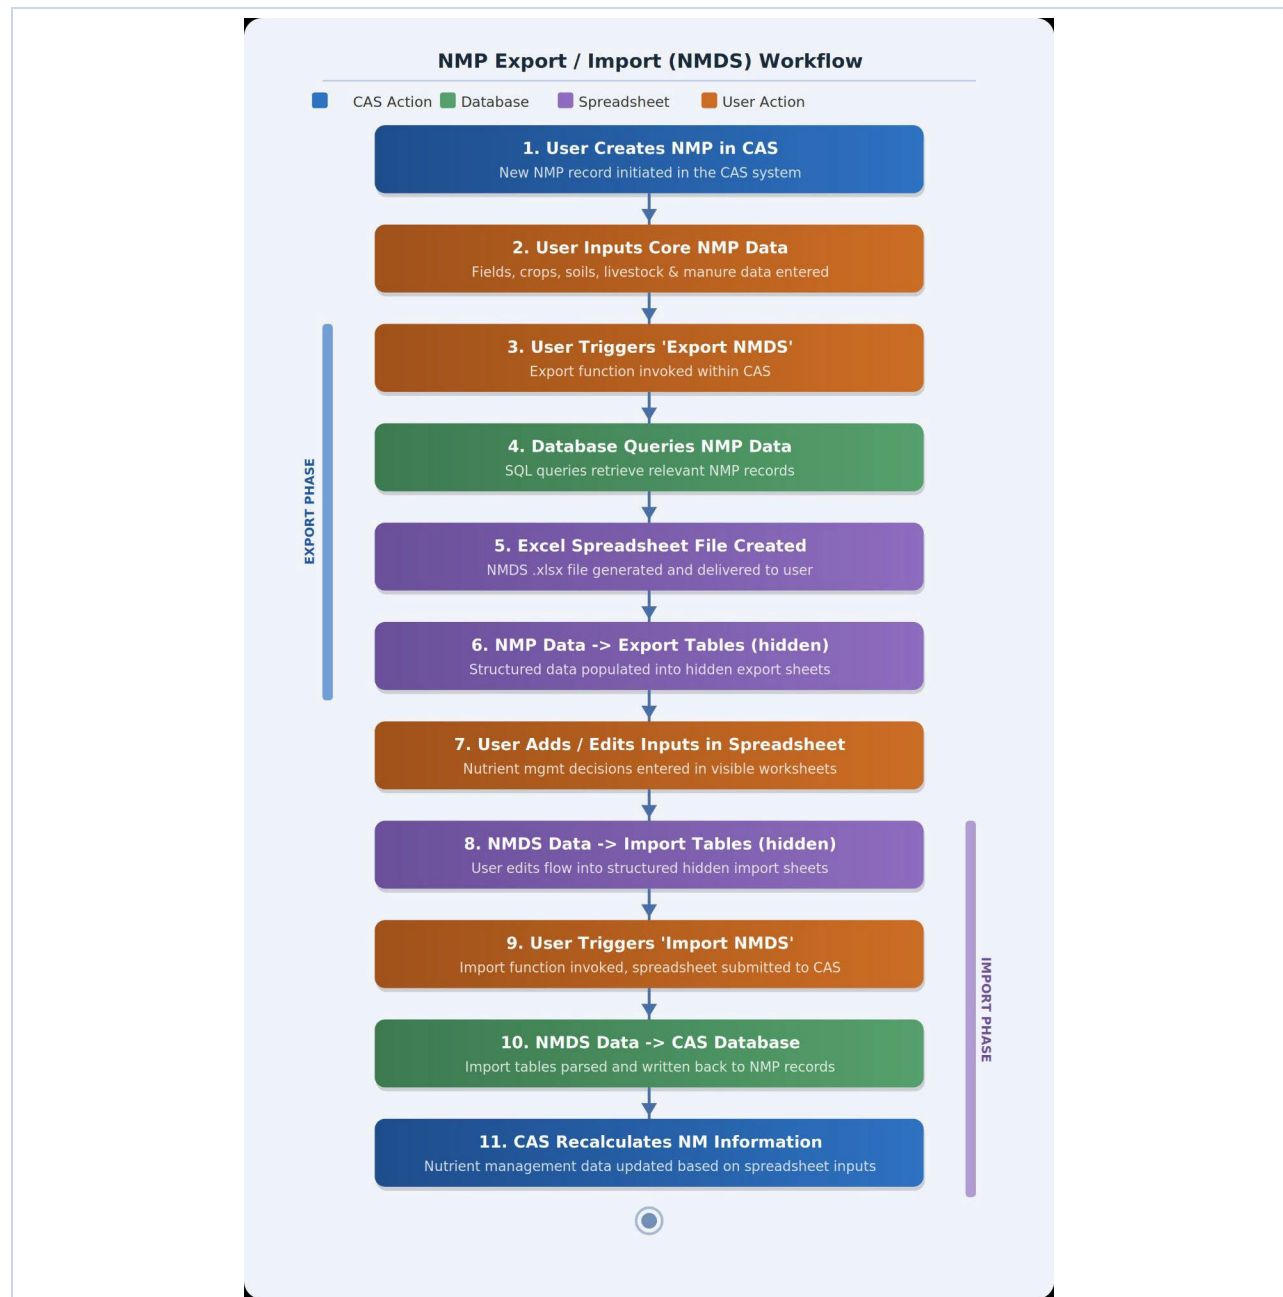 NMP Export / Import (NMDS) Workflow
CAS Action
Database
Spreadsheet
User Action
1. User Creates NMP in CAS
New NMP record initiated in the CAS system
2. User Inputs Core NMP Data
Fields, crops, soils, livestock & manure data entered
3. User Triggers 'Export NMDS'
Export function invoked within CAS
4. Database Queries NMP Data
SQL queries retrieve relevant NMP records
EXPORT PHASE
5. Excel Spreadsheet File Created
NMDS .xlsx file generated and delivered to user
6. NMP Data -> Export Tables (hidden)
Structured data populated into hidden export sheets
7. User Adds / Edits Inputs in Spreadsheet
Nutrient mgmt decisions entered in visible worksheets
8. NMDS Data -> Import Tables (hidden)
User edits flow into structured hidden import sheets
9. User Triggers 'Import NMDS'
Import function invoked, spreadsheet submitted to CAS
IMPORT PHASE
10. NMDS Data -> CAS Database
Import tables parsed and written back to NMP records
11. CAS Recalculates NM Information
Nutrient management data updated based on spreadsheet inputs